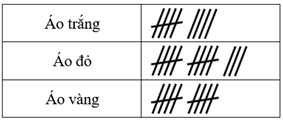 Áo trắng
Áo đỏ
Áo vàng